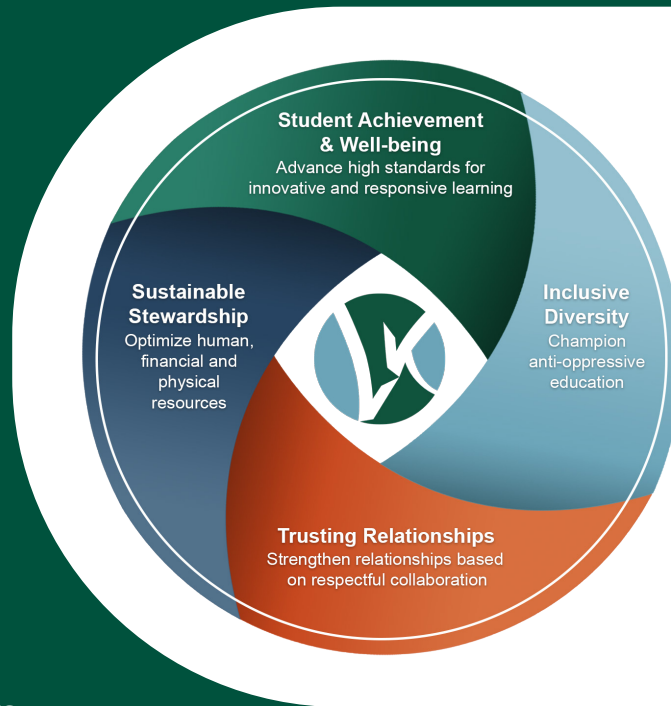 Student Achievement
& Well-being
Advance high standards for
innovative and responsive learning
Sustainable
Stewardship
Optimize human,
financial and
physical
resources
Inclusive
Diversity
Champion
anti-oppressive
education
Trusting Relationships
Strengthen relationships based
on respectful collaboration